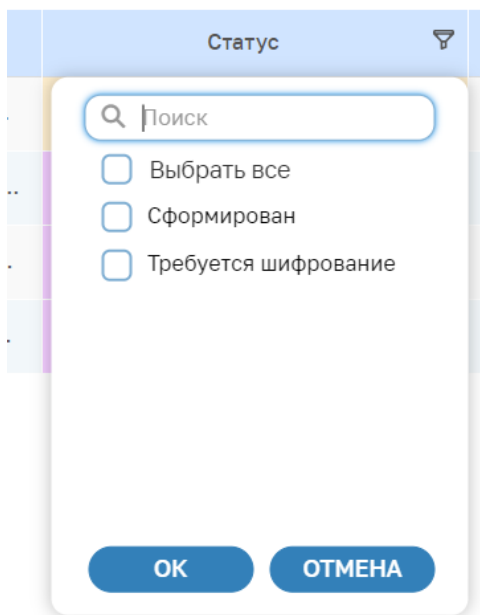 Статус
Поиск
Выбрать все
Сформирован
Требуется шифрование
ОК ОТМЕНА